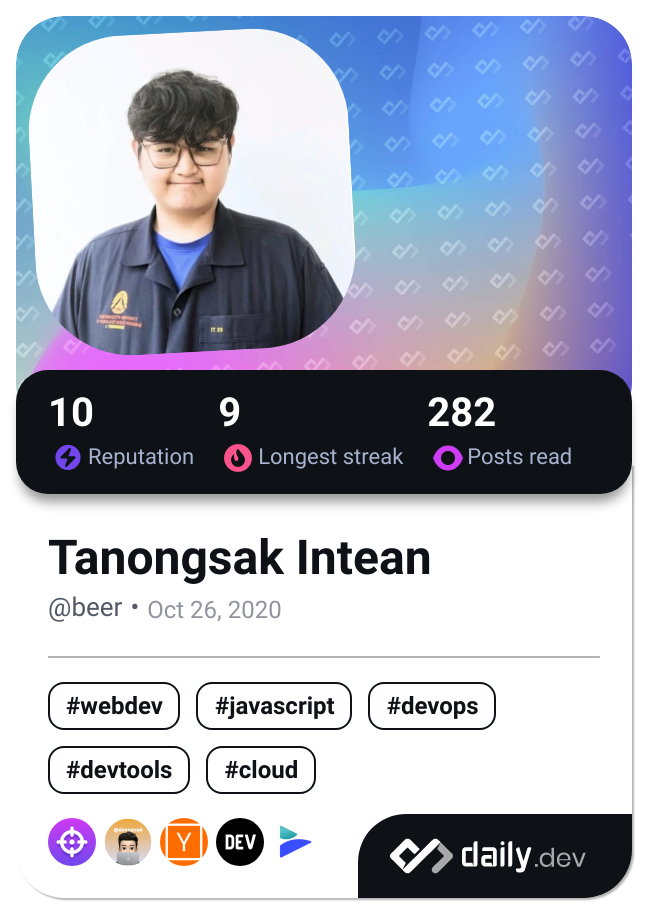 10
9
282
Reputation
Longest streak
Posts read
Tanongsak Intean
@beer • Oct 26, 2020
#webdev
#javascript
#devops
#devtools
#cloud
Y
DEV
daily.dev